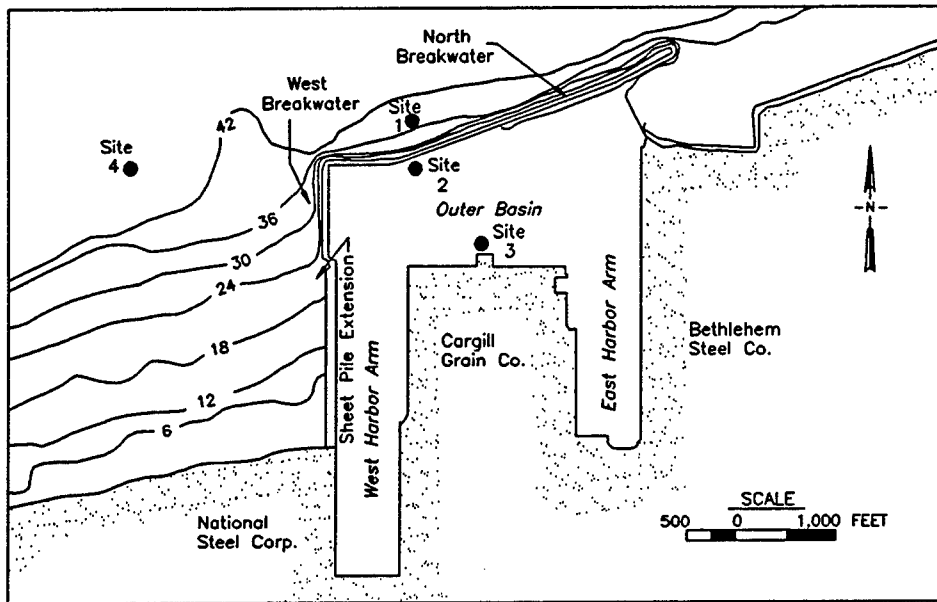 North
Breakwater
West
Breakwater
42
Site
1
Site
4
Site
2
36
Outer Basin
Site
3
-N-
30
24
18
12
6
Sheet Pile Extension
West Harbor Arm
Cargill
Grain Co.
East Harbor Arm
Bethlehem
Steel Co.
National
Steel Corp.
SCALE
500 0 1,000 FEET